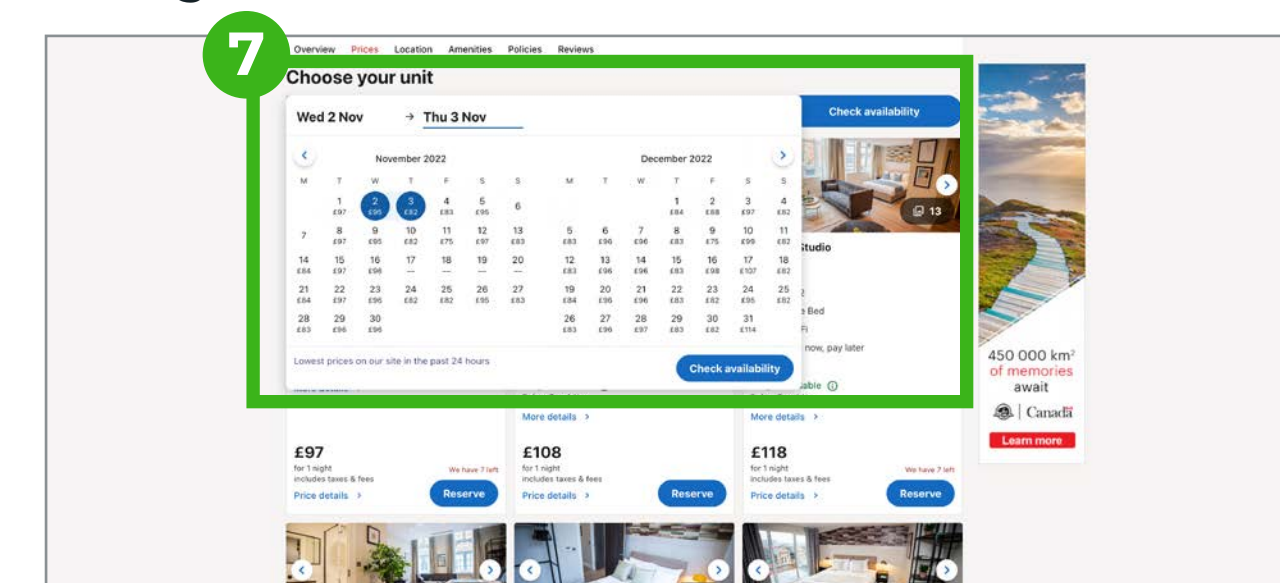 7
Overview Prices Location Amenities Policies Reviews
Choose your unit
Wed 2 Nov → Thu 3 Nov
Check availability
November 2022 December 2022
M T W T F S S M T W T F S S
1 2 3 4 5 6 1 2 3 4
£97 £95 £82 £83 £95 £84 £88 £97 £82
13
7 8 9 10 11 12 13 5 6 7 8 9 10 11
£97 £95 £82 £75 £97 £83 £83 £96 £96 £83 £75 £99 £82
Studio
14 15 16 17 18 19 20 12 13 14 15 16 17 18
£84 £97 £96 — — — — £83 £96 £96 £83 £98 £107 £82
21 22 23 24 25 26 27 19 20 21 22 23 24 25
£84 £97 £96 £82 £82 £95 £83 £84 £96 £96 £83 £82 £95 £82
Bed
28 29 30 26 27 28 29 30 31
£83 £96 £96 £83 £96 £97 £83 £82 £114
now, pay later
Lowest prices on our site in the past 24 hours
Check availability
450 000 km²
of memories
await
Canada
Learn more
More details > More details >
£97 £108 £118
for 1 night We have 7 left for 1 night for 1 night We have 7 left
includes taxes & fees includes taxes & fees includes taxes & fees
Price details > Reserve Price details > Reserve Price details > Reserve